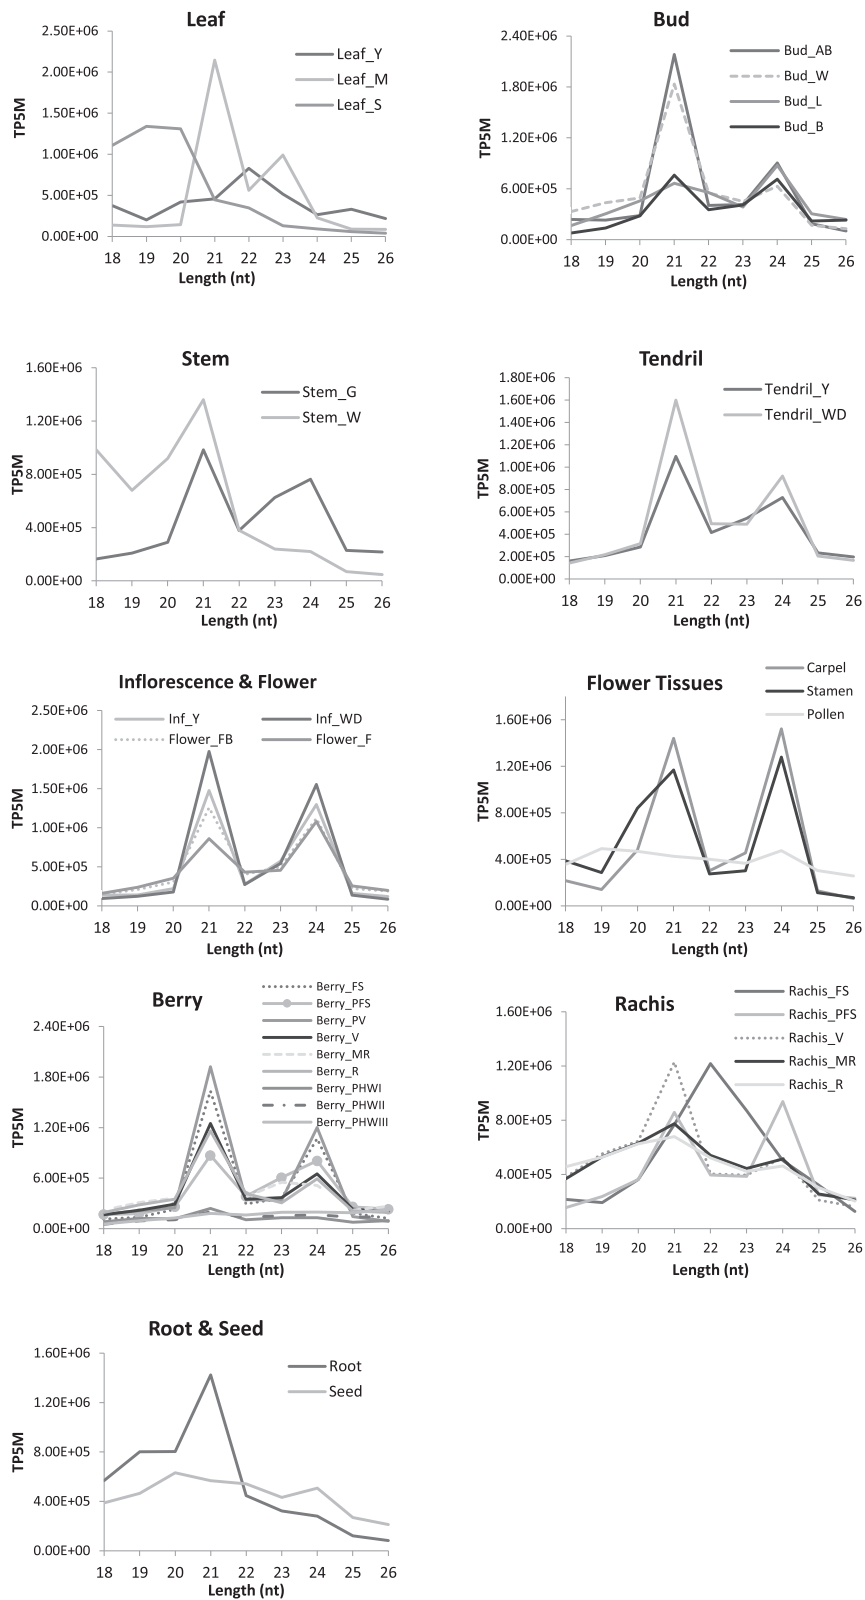 Leaf
2.50E+06
2.00E+06
1.50E+06
1.00E+06
5.00E+05
0.00E+00
TP5M
Leaf_Y
Leaf_M
Leaf_S
18 19 20 21 22 23 24 25 26
Length (nt)
Bud
2.40E+06
1.80E+06
1.20E+06
6.00E+05
0.00E+00
TP5M
Bud_AB
Bud_W
Bud_L
Bud_B
18 19 20 21 22 23 24 25 26
Length (nt)
Stem
1.60E+06
1.20E+06
8.00E+05
4.00E+05
0.00E+00
TP5M
Stem_G
Stem_W
18 19 20 21 22 23 24 25 26
Length (nt)
Tendril
1.80E+06
1.60E+06
1.40E+06
1.20E+06
1.00E+06
8.00E+05
6.00E+05
4.00E+05
2.00E+05
0.00E+00
TP5M
Tendril_Y
Tendril_WD
18 19 20 21 22 23 24 25 26
Length (nt)
Inflorescence & Flower
2.50E+06
2.00E+06
1.50E+06
1.00E+06
5.00E+05
0.00E+00
TP5M
Inf_Y Inf_WD
Flower_FB Flower_F
18 19 20 21 22 23 24 25 26
Length (nt)
Flower Tissues
1.60E+06
1.20E+06
8.00E+05
4.00E+05
0.00E+00
TP5M
Carpel
Stamen
Pollen
18 19 20 21 22 23 24 25 26
Length (nt)
Berry
2.40E+06
1.80E+06
1.20E+06
6.00E+05
0.00E+00
TP5M
Berry_FS
Berry_PFS
Berry_PV
Berry_V
Berry_MR
Berry_R
Berry_PHWI
Berry_PHWII
Berry_PHWIII
18 19 20 21 22 23 24 25 26
Length (nt)
Rachis
1.60E+06
1.20E+06
8.00E+05
4.00E+05
0.00E+00
TP5M
Rachis_FS
Rachis_PFS
Rachis_V
Rachis_MR
Rachis_R
18 19 20 21 22 23 24 25 26
Length (nt)
Root & Seed
1.60E+06
1.20E+06
8.00E+05
4.00E+05
0.00E+00
TP5M
Root
Seed
18 19 20 21 22 23 24 25 26
Length (nt)